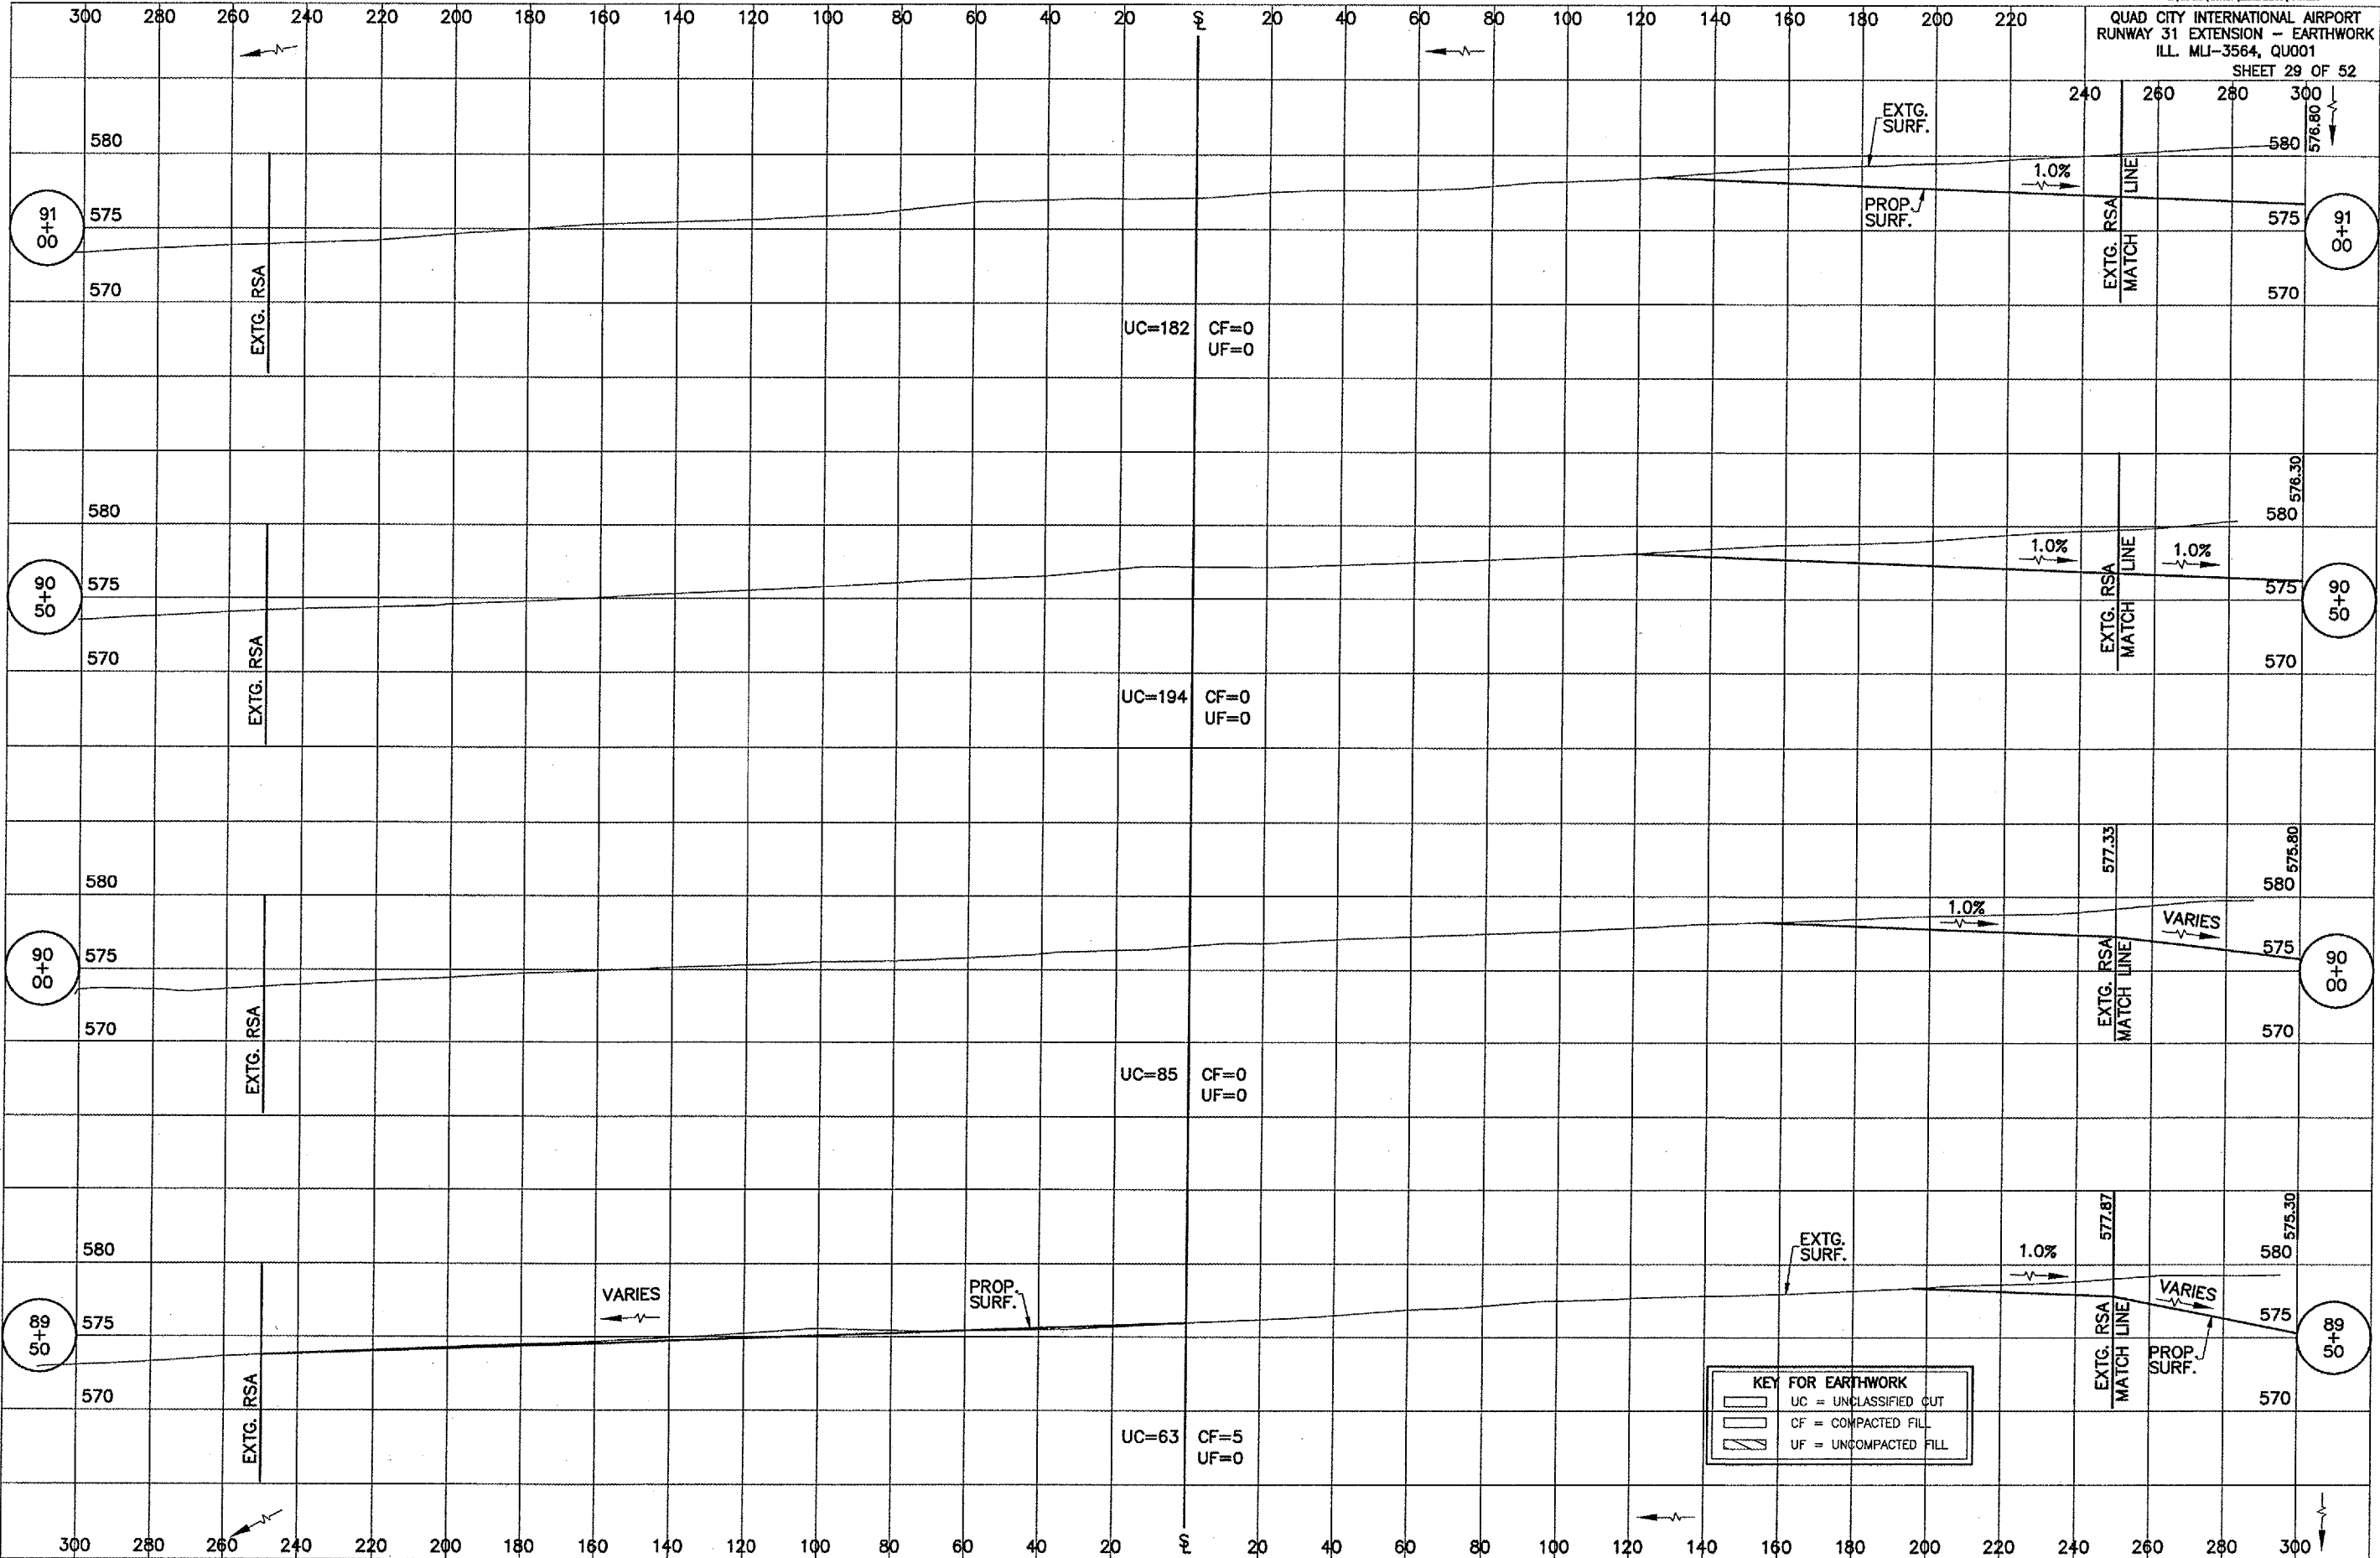 300 280 260 240 220 200 180 160 140 120 100 80 60 40 20 ℄ 20 40 60 80 100 120 140 160 180 200 220
QUAD CITY INTERNATIONAL AIRPORT
RUNWAY 31 EXTENSION – EARTHWORK
ILL. MLI–3564, QU001
SHEET 29 OF 52
240 260 280 300
576.80
580
575
570
91
+
00
EXTG. RSA
EXTG.
SURF.
PROP.
SURF.
1.0%
EXTG. RSA
MATCH LINE
580
575
570
91
+
00
UC=182 CF=0
UF=0
576.30
580
575
570
90
+
50
EXTG. RSA
1.0%
1.0%
EXTG. RSA
MATCH LINE
580
575
570
90
+
50
UC=194 CF=0
UF=0
577.33
575.80
580
575
570
90
+
00
EXTG. RSA
1.0%
VARIES
EXTG. RSA
MATCH LINE
580
575
570
90
+
00
UC=85 CF=0
UF=0
577.87
575.30
580
575
570
89
+
50
EXTG. RSA
VARIES
PROP.
SURF.
EXTG.
SURF.
1.0%
VARIES
EXTG. RSA
MATCH LINE
PROP.
SURF.
580
575
570
89
+
50
UC=63 CF=5
UF=0
KEY FOR EARTHWORK
UC = UNCLASSIFIED CUT
CF = COMPACTED FILL
UF = UNCOMPACTED FILL
300 280 260 240 220 200 180 160 140 120 100 80 60 40 20 ℄ 20 40 60 80 100 120 140 160 180 200 220 240 260 280 300